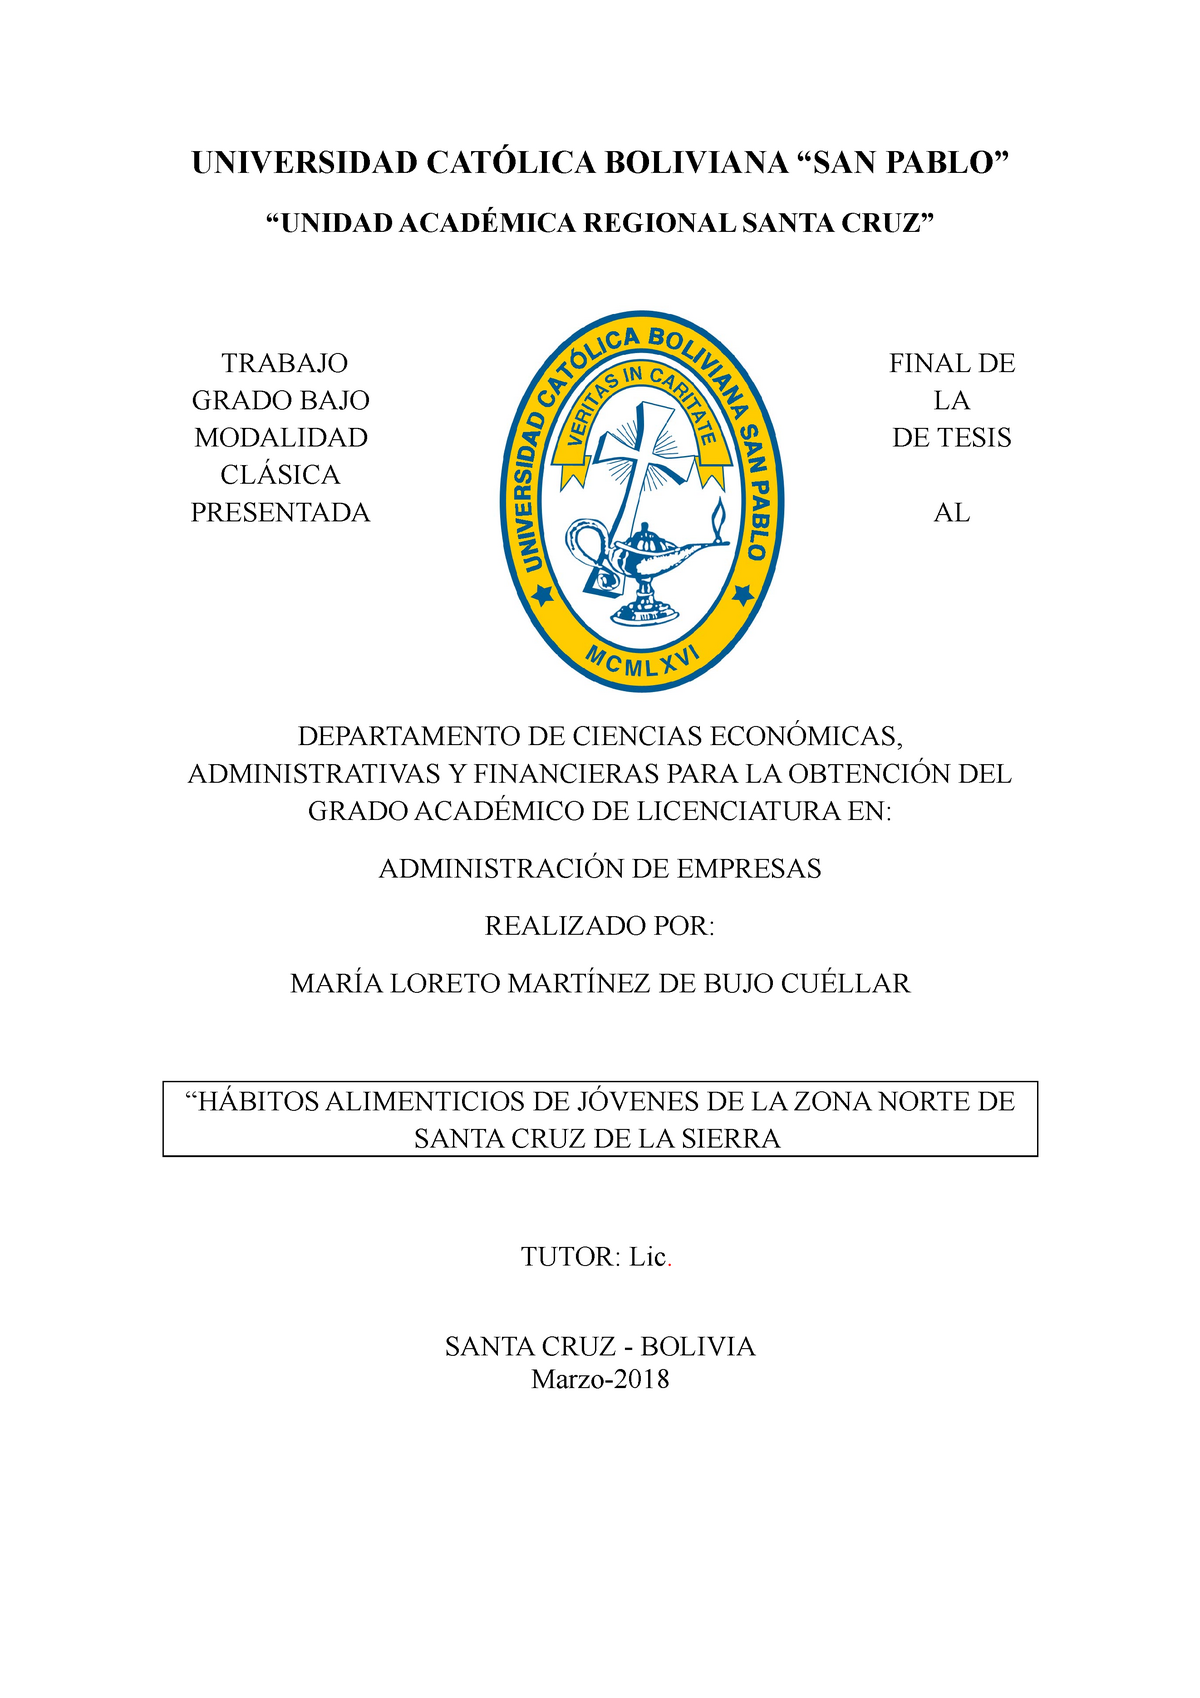 UNIVERSIDAD CATÓLICA BOLIVIANA “SAN PABLO”
“UNIDAD ACADÉMICA REGIONAL SANTA CRUZ”
TRABAJO FINAL DE
GRADO BAJO LA
MODALIDAD DE TESIS
CLÁSICA
PRESENTADA AL
UNIVERSIDAD CATÓLICA BOLIVIANA SAN PABLO
VERITAS IN CARITATE
MCMLXVI
DEPARTAMENTO DE CIENCIAS ECONÓMICAS,
ADMINISTRATIVAS Y FINANCIERAS PARA LA OBTENCIÓN DEL
GRADO ACADÉMICO DE LICENCIATURA EN:
ADMINISTRACIÓN DE EMPRESAS
REALIZADO POR:
MARÍA LORETO MARTÍNEZ DE BUJO CUÉLLAR
“HÁBITOS ALIMENTICIOS DE JÓVENES DE LA ZONA NORTE DE
SANTA CRUZ DE LA SIERRA
TUTOR: Lic.
SANTA CRUZ - BOLIVIA
Marzo-2018